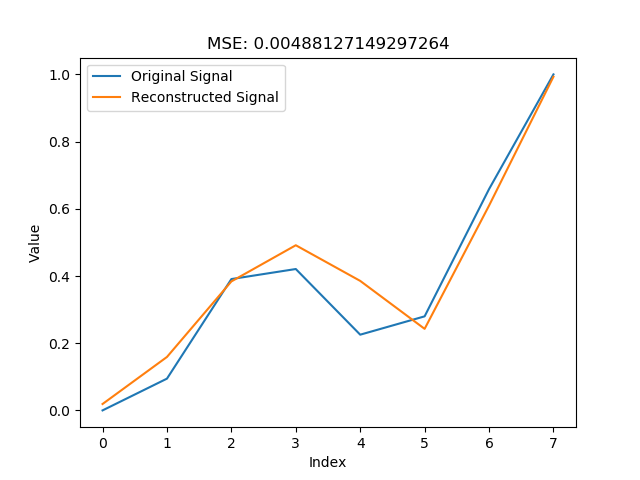 MSE: 0.00488127149297264
Original Signal
Reconstructed Signal
1.0
0.8
0.6
0.4
0.2
0.0
Value
0 1 2 3 4 5 6 7
Index